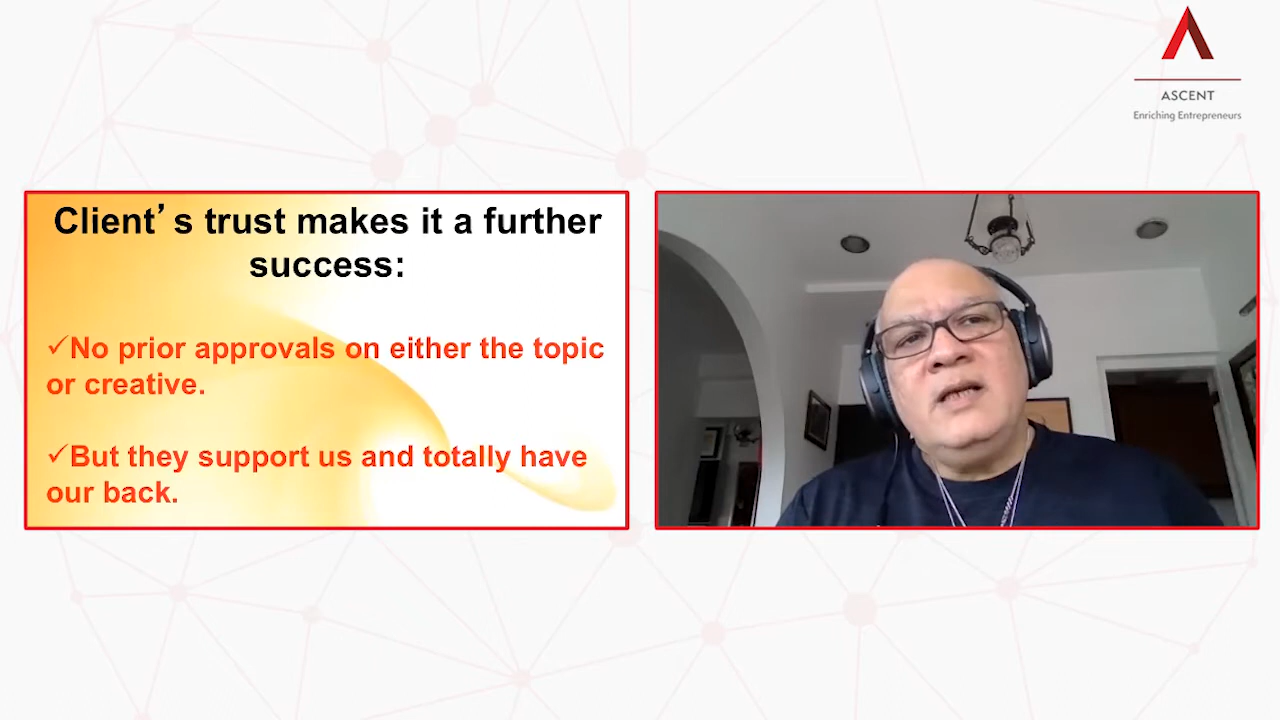 ASCENT
Enriching Entrepreneurs
Client’s trust makes it a further
success:
✓No prior approvals on either the topic
or creative.
✓But they support us and totally have
our back.